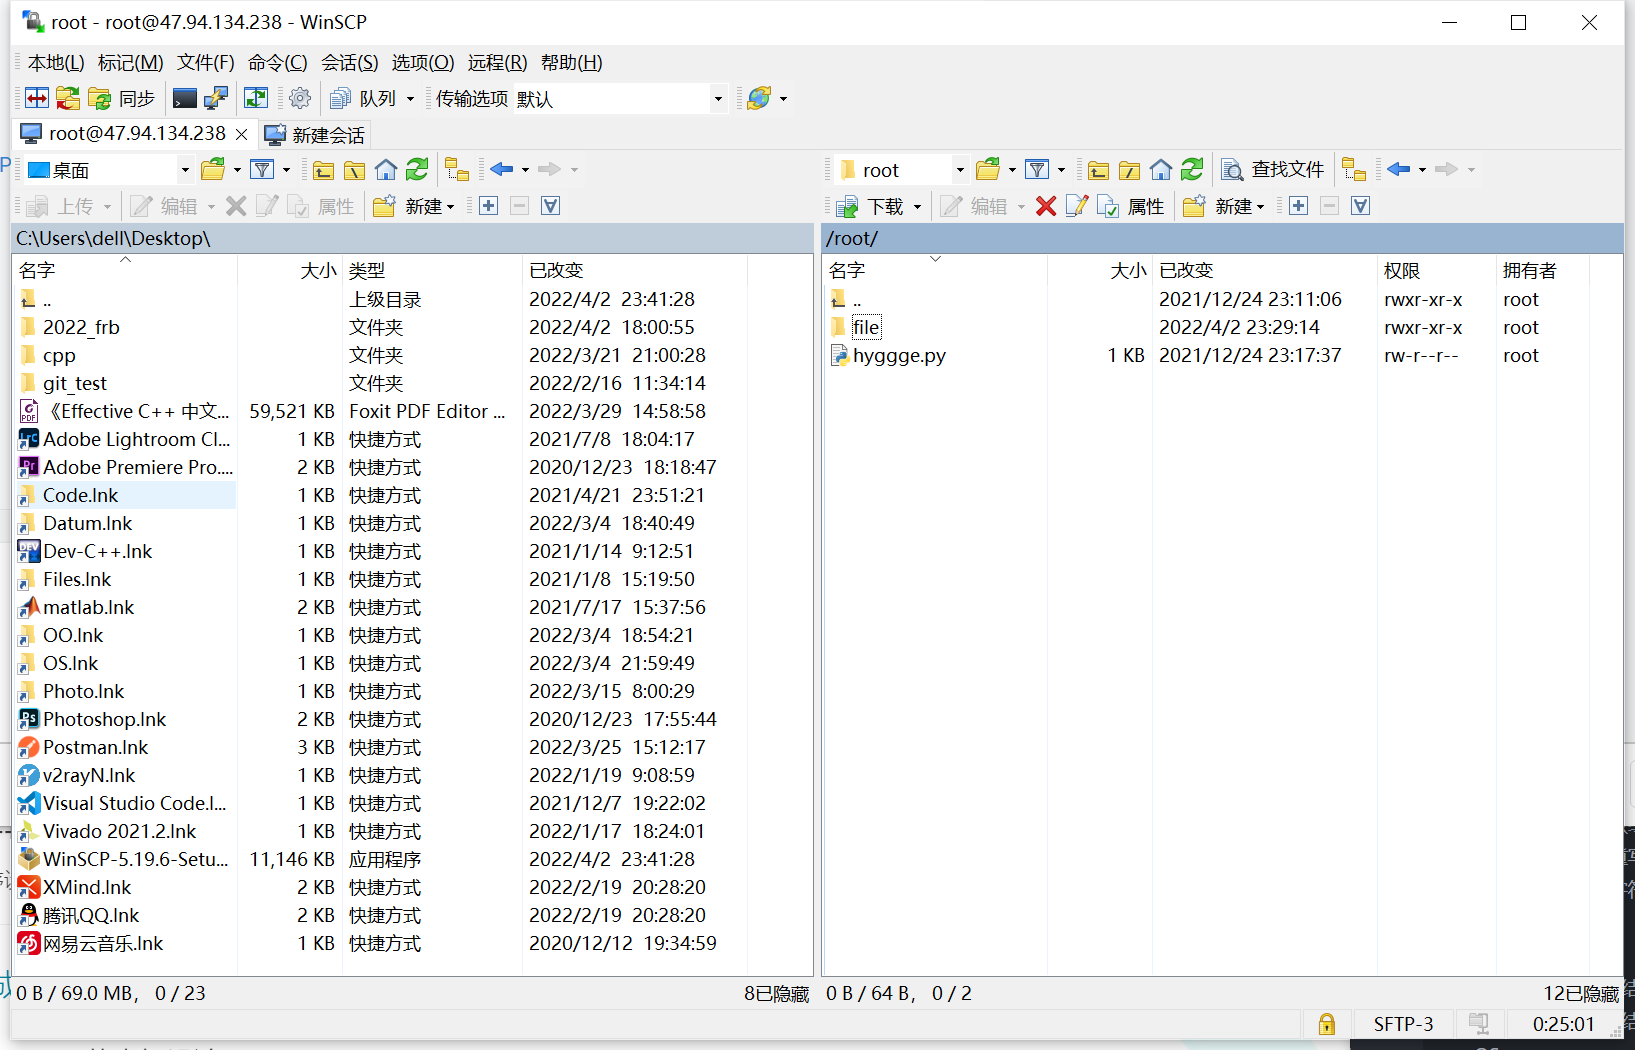 root - root@47.94.134.238 - WinSCP
本地(L) 标记(M) 文件(F) 命令(C) 会话(S) 选项(O) 远程(R) 帮助(H)
同步 队列 传输选项 默认
root@47.94.134.238 新建会话
桌面 root 查找文件
上传 编辑 属性 新建 下载 编辑 属性 新建
C:\Users\dell\Desktop\ /root/
名字 大小 类型 已改变 名字 大小 已改变 权限 拥有者
.. 上级目录 2022/4/2 23:41:28 .. 2021/12/24 23:11:06 rwxr-xr-x root
2022_frb 文件夹 2022/4/2 18:00:55 file 2022/4/2 23:29:14 rwxr-xr-x root
cpp 文件夹 2022/3/21 21:00:28 hyggge.py 1 KB 2021/12/24 23:17:37 rw-r--r-- root
git_test 文件夹 2022/2/16 11:34:14
《Effective C++ 中文... 59,521 KB Foxit PDF Editor ... 2022/3/29 14:58:58
Adobe Lightroom Cl... 1 KB 快捷方式 2021/7/8 18:04:17
Adobe Premiere Pro.... 2 KB 快捷方式 2020/12/23 18:18:47
Code.lnk 1 KB 快捷方式 2021/4/21 23:51:21
Datum.lnk 1 KB 快捷方式 2022/3/4 18:40:49
Dev-C++.lnk 1 KB 快捷方式 2021/1/14 9:12:51
Files.lnk 1 KB 快捷方式 2021/1/8 15:19:50
matlab.lnk 2 KB 快捷方式 2021/7/17 15:37:56
OO.lnk 1 KB 快捷方式 2022/3/4 18:54:21
OS.lnk 1 KB 快捷方式 2022/3/4 21:59:49
Photo.lnk 1 KB 快捷方式 2022/3/15 8:00:29
Photoshop.lnk 2 KB 快捷方式 2020/12/23 17:55:44
Postman.lnk 3 KB 快捷方式 2022/3/25 15:12:17
v2rayN.lnk 1 KB 快捷方式 2022/1/19 9:08:59
Visual Studio Code.l... 1 KB 快捷方式 2021/12/7 19:22:02
Vivado 2021.2.lnk 1 KB 快捷方式 2022/1/17 18:24:01
WinSCP-5.19.6-Setu... 11,146 KB 应用程序 2022/4/2 23:41:28
XMind.lnk 2 KB 快捷方式 2022/2/19 20:28:20
腾讯QQ.lnk 2 KB 快捷方式 2022/2/19 20:28:20
网易云音乐.lnk 1 KB 快捷方式 2020/12/12 19:34:59
0 B / 69.0 MB， 0 / 23 8已隐藏 0 B / 64 B， 0 / 2 12已隐藏
SFTP-3 0:25:01